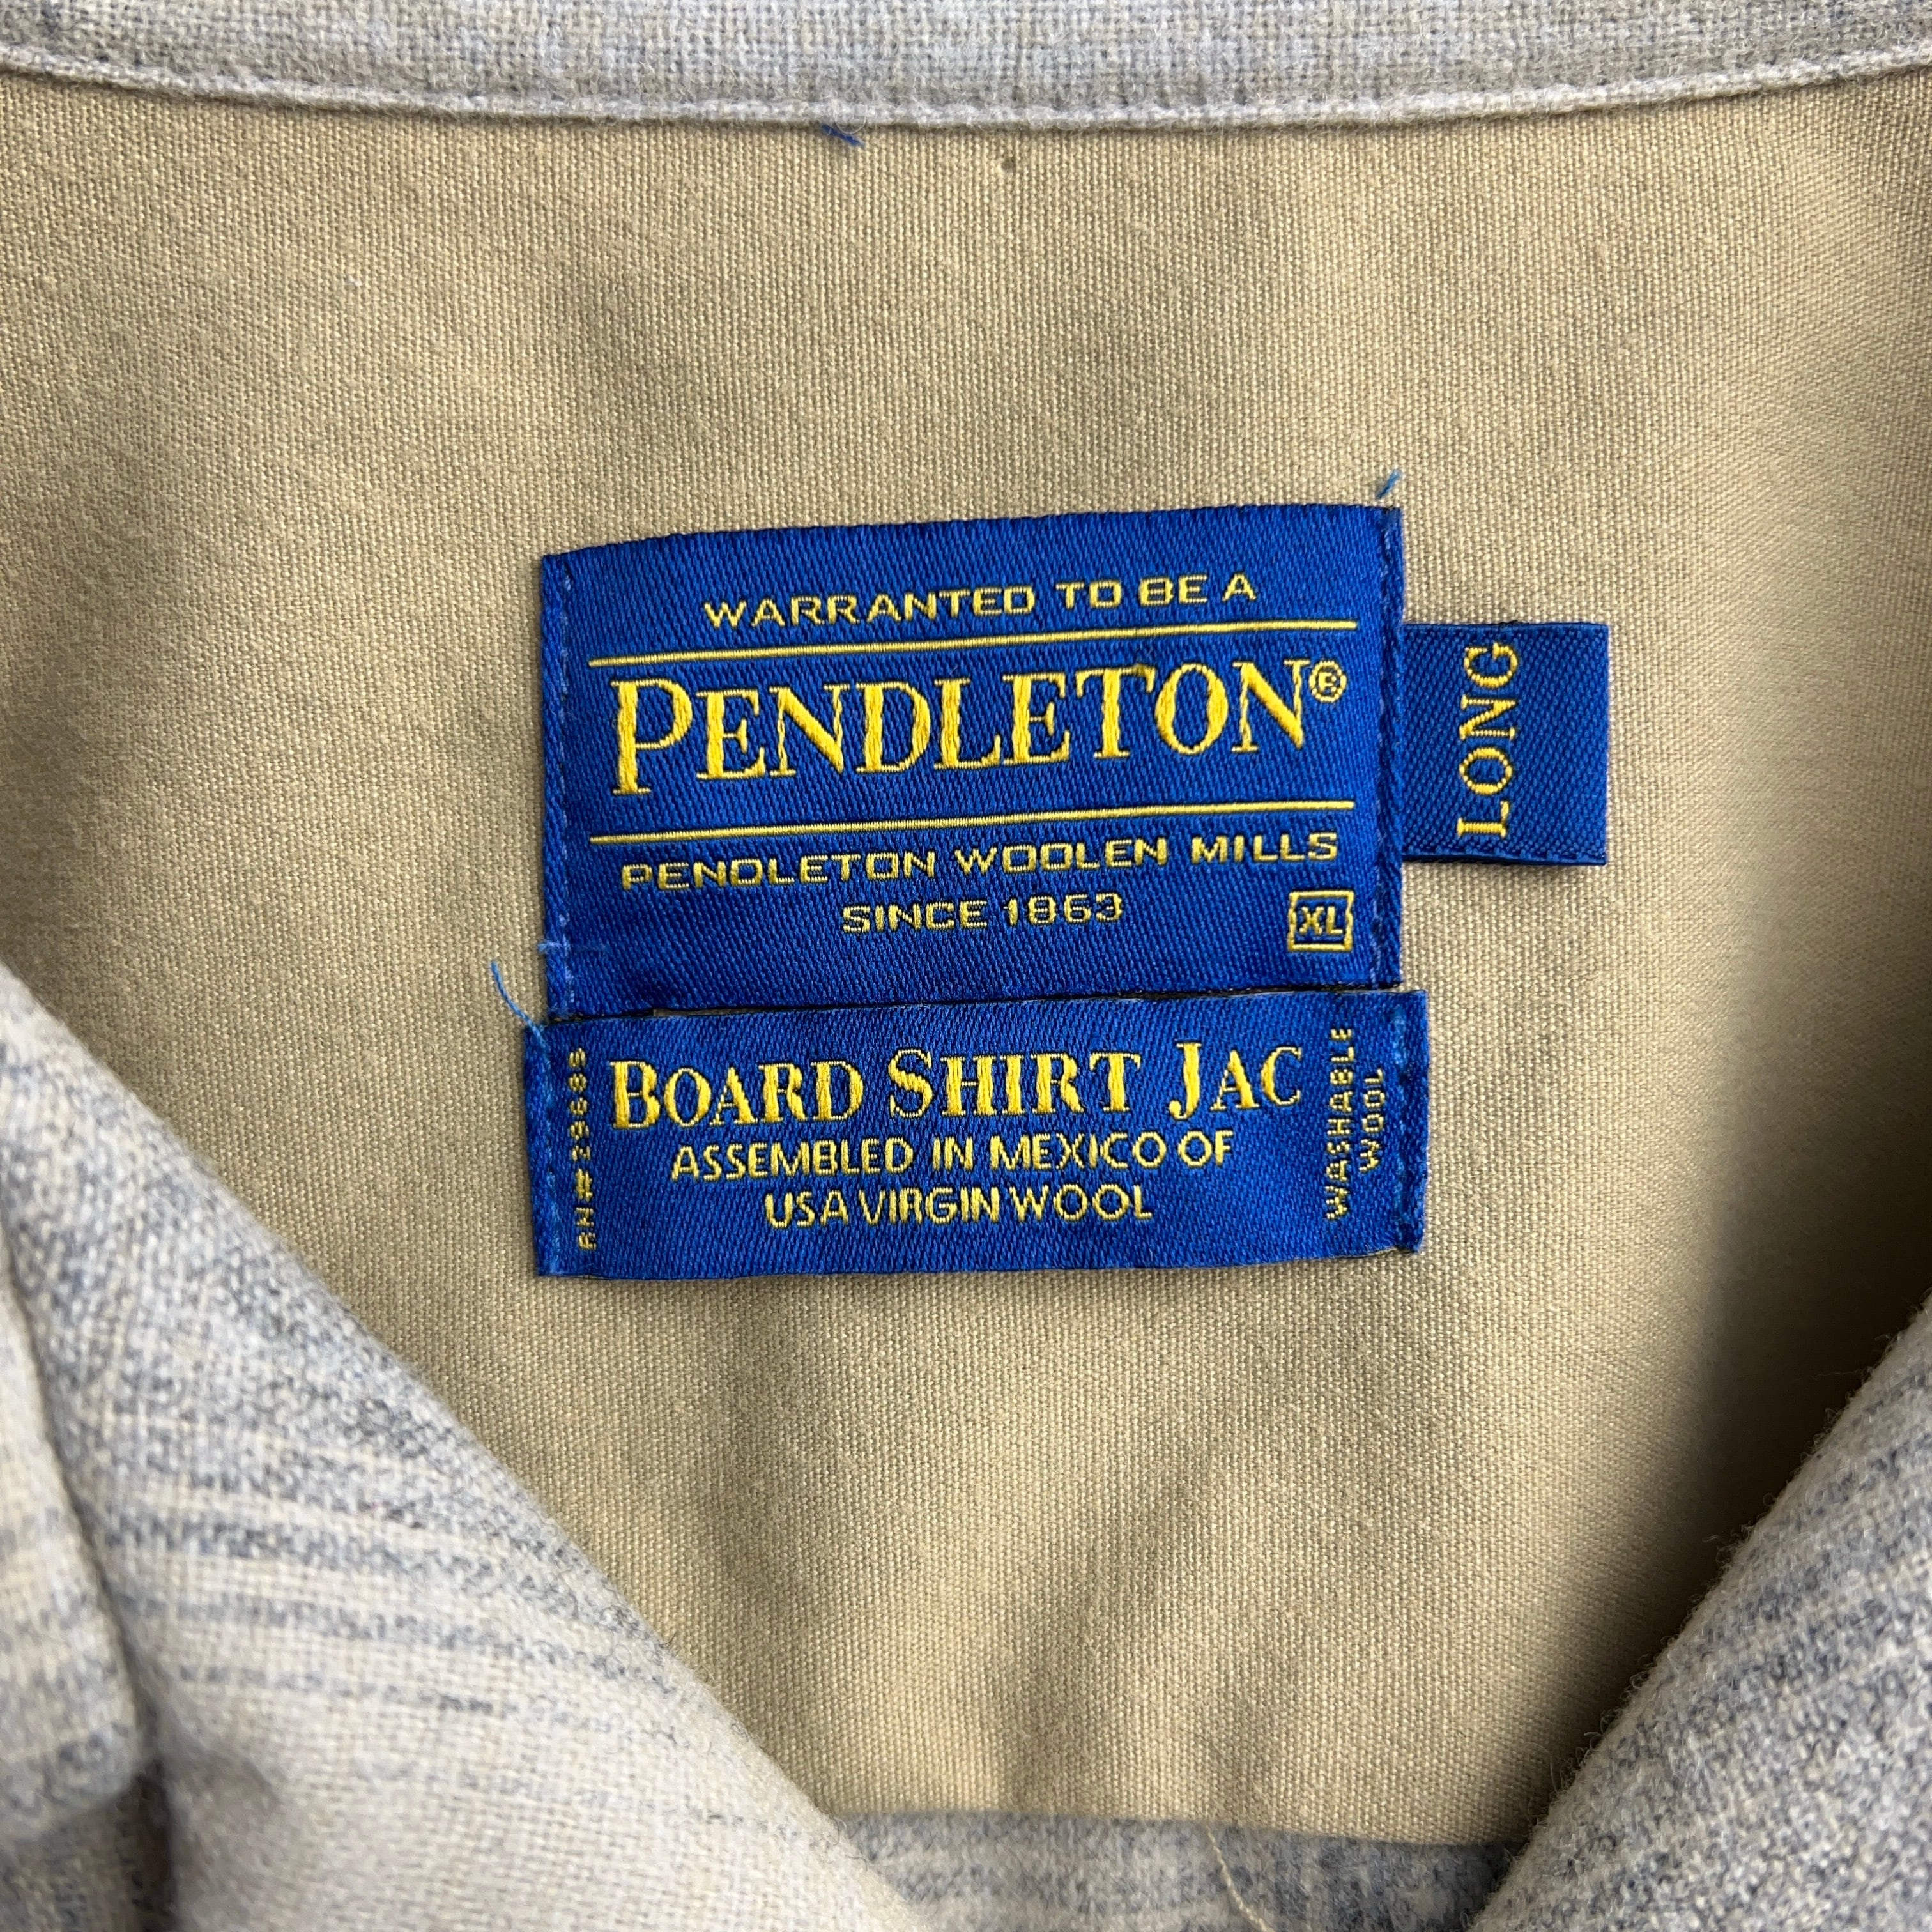 WARRANTED TO BE A
PENDLETON®
PENDLETON WOOLEN MILLS
SINCE 1863
XL
LONG
RN#29685
BOARD SHIRT JAC
ASSEMBLED IN MEXICO OF
USA VIRGIN WOOL
WASHABLE
WOOL